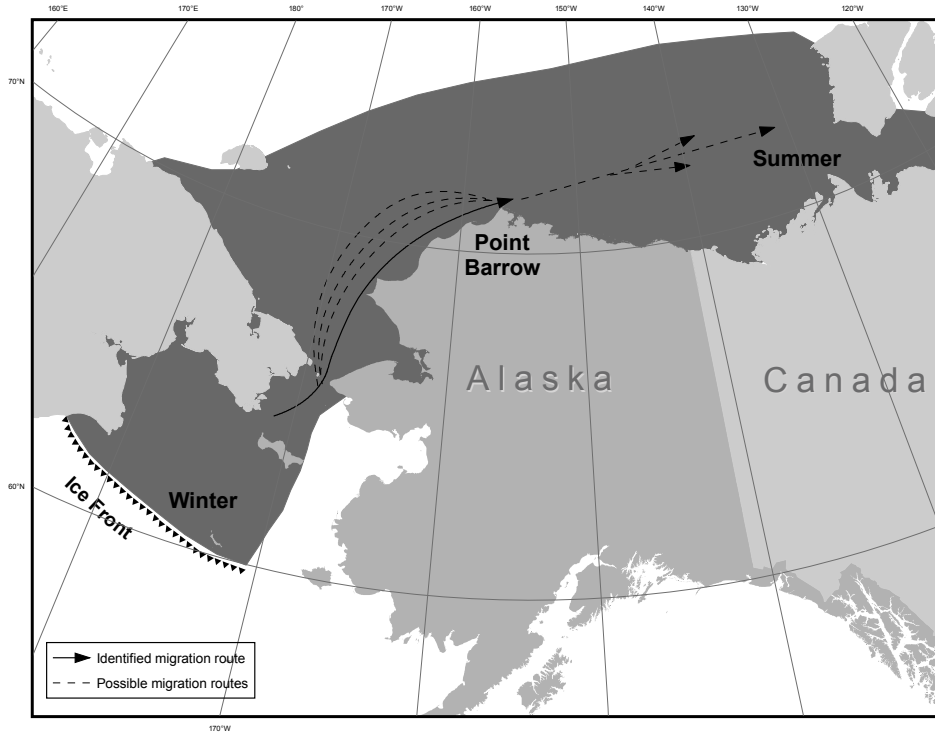 160°E
170°E
180°
170°W
160°W
150°W
140°W
130°W
120°W
70°N
Summer
Point
Barrow
Alaska
Canada
60°N
Winter
Ice Front
Identified migration route
Possible migration routes
170°W